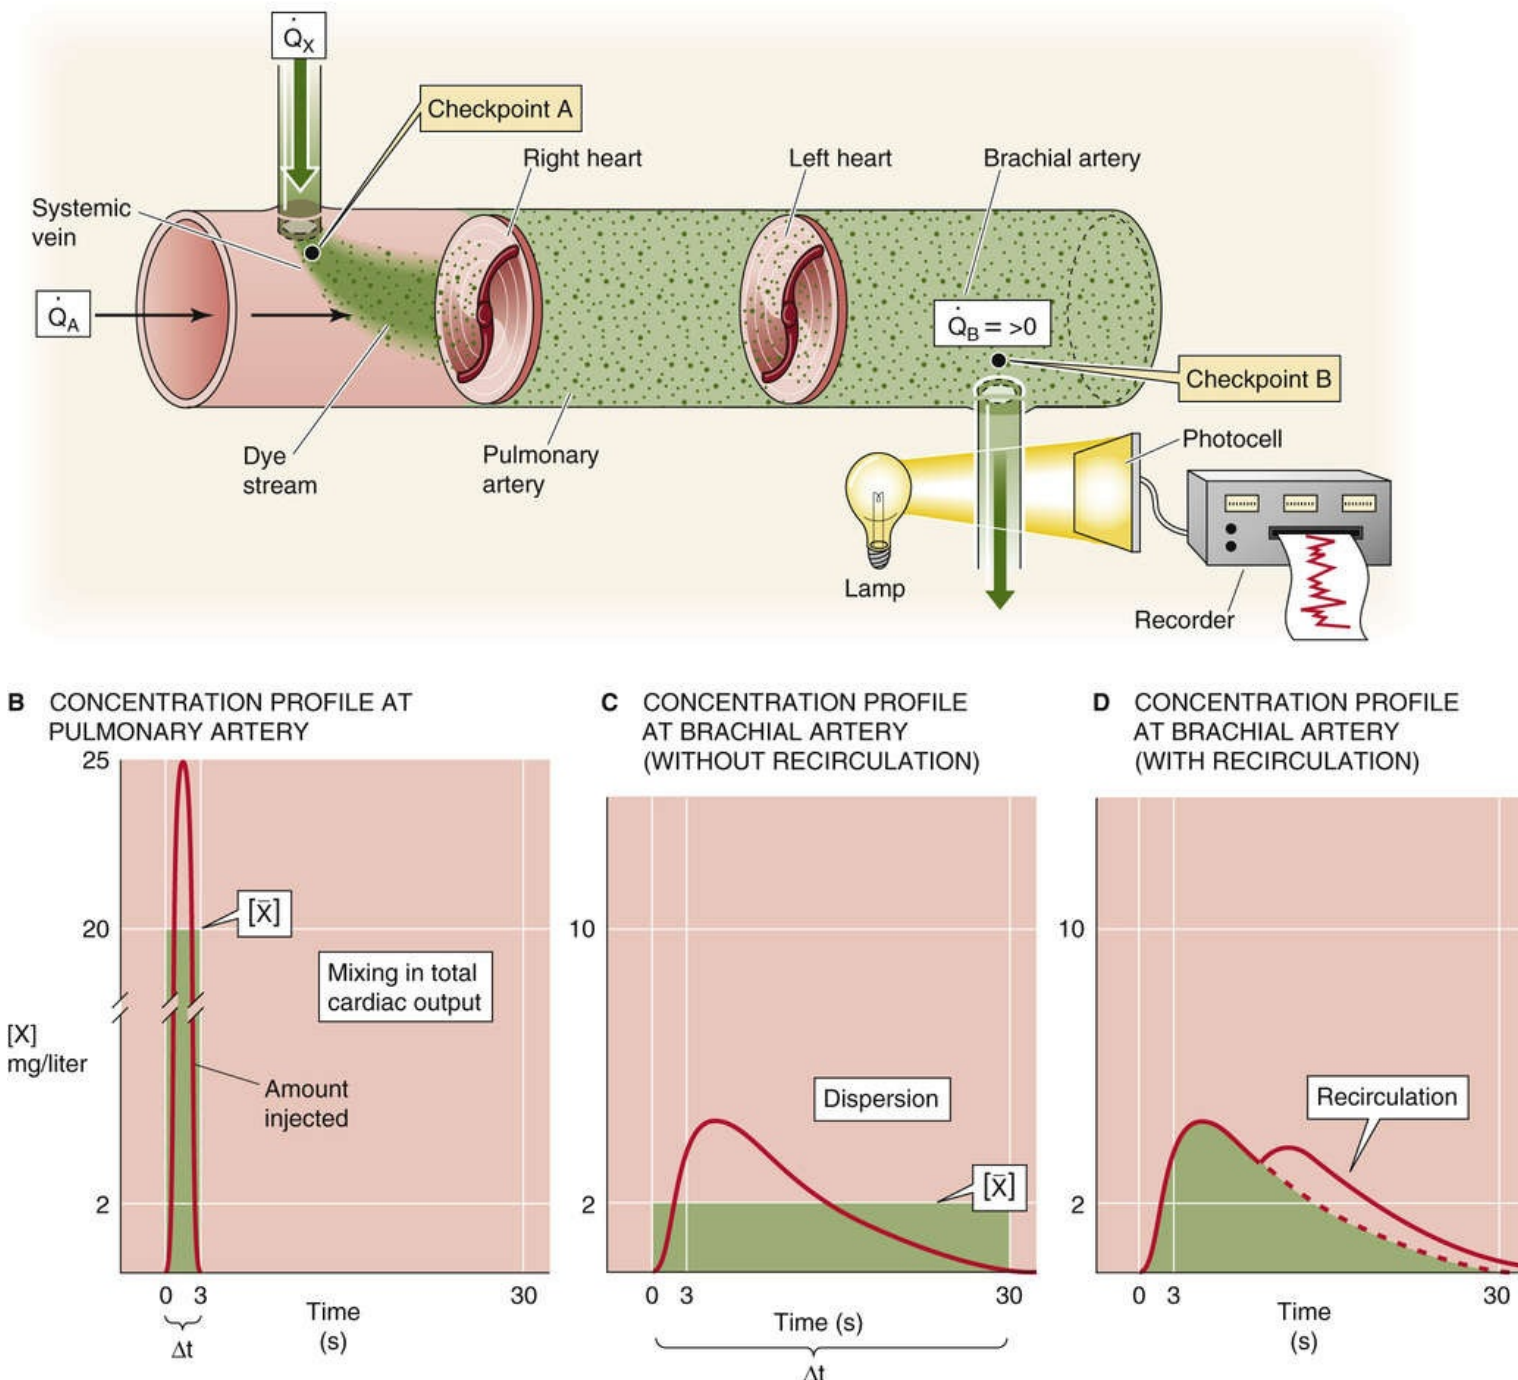 Q̇X
Checkpoint A
Right heart
Left heart
Brachial artery
Systemic
vein
Q̇A
Q̇B = >0
Checkpoint B
Dye
stream
Pulmonary
artery
Photocell
Lamp
Recorder
B CONCENTRATION PROFILE AT
PULMONARY ARTERY
25
20
2
[X̄]
Mixing in total
cardiac output
[X]
mg/liter
Amount
injected
0 3 30
Time
(s)
Δt
C CONCENTRATION PROFILE
AT BRACHIAL ARTERY
(WITHOUT RECIRCULATION)
10
Dispersion
[X̄]
2
0 3 30
Time (s)
Δt
D CONCENTRATION PROFILE
AT BRACHIAL ARTERY
(WITH RECIRCULATION)
10
Recirculation
2
0 3 30
Time
(s)